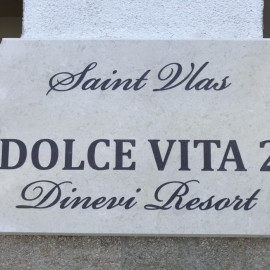 Saint Vlas
DOLCE VITA 2
Dinevi Resort